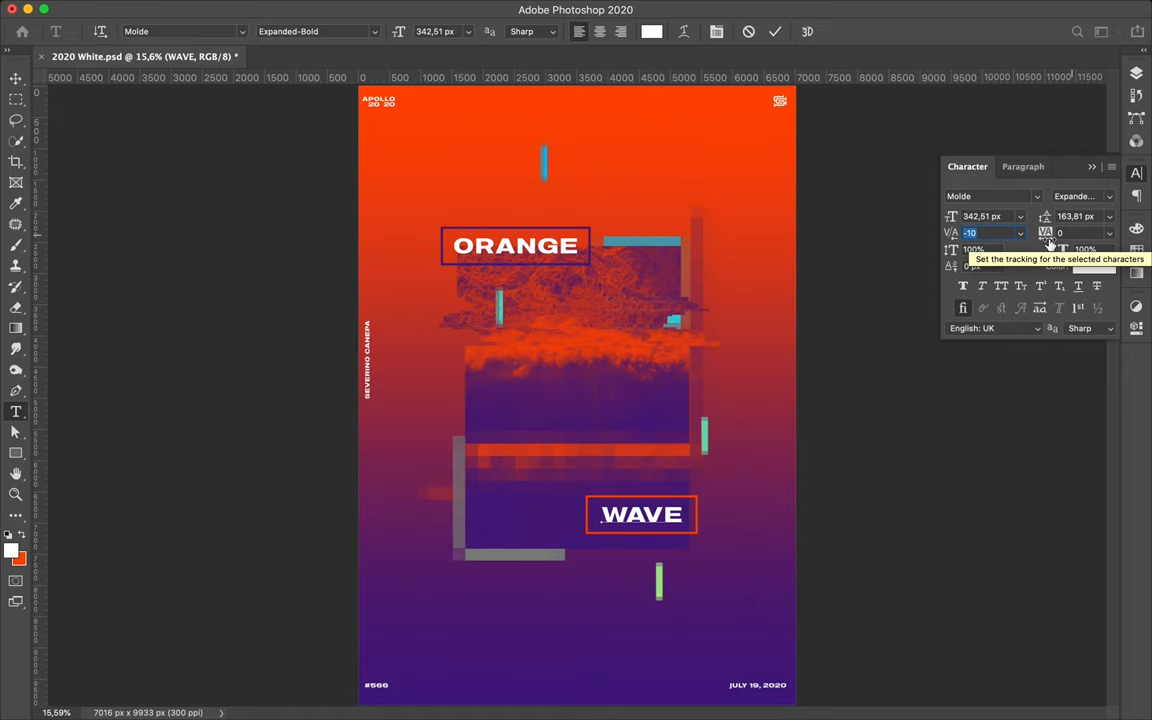 Adobe Photoshop 2020
Molde
Expanded-Bold
342,51 px
Sharp
3D
× 2020 White.psd @ 15,6% (WAVE, RGB/8) *
5000 4500 4000 3500 3000 2500 2000 1500 1000 500 0 500 1000 1500 2000 2500 3000 3500 4000 4500 5000 5500 6000 6500 7000 7500 8000 8500 9000 9500 10000 10500 11000 11500
APOLLO
20 20
Character
Paragraph
Molde
Expande...
342,51 px
163,81 px
-10
0
100%
100%
Set the tracking for the selected characters
0 px
Color:
English: UK
Sharp
ORANGE
SEVERINO CANEPA
WAVE
#566
JULY 19, 2020
15,59%
7016 px x 9933 px (300 ppi)